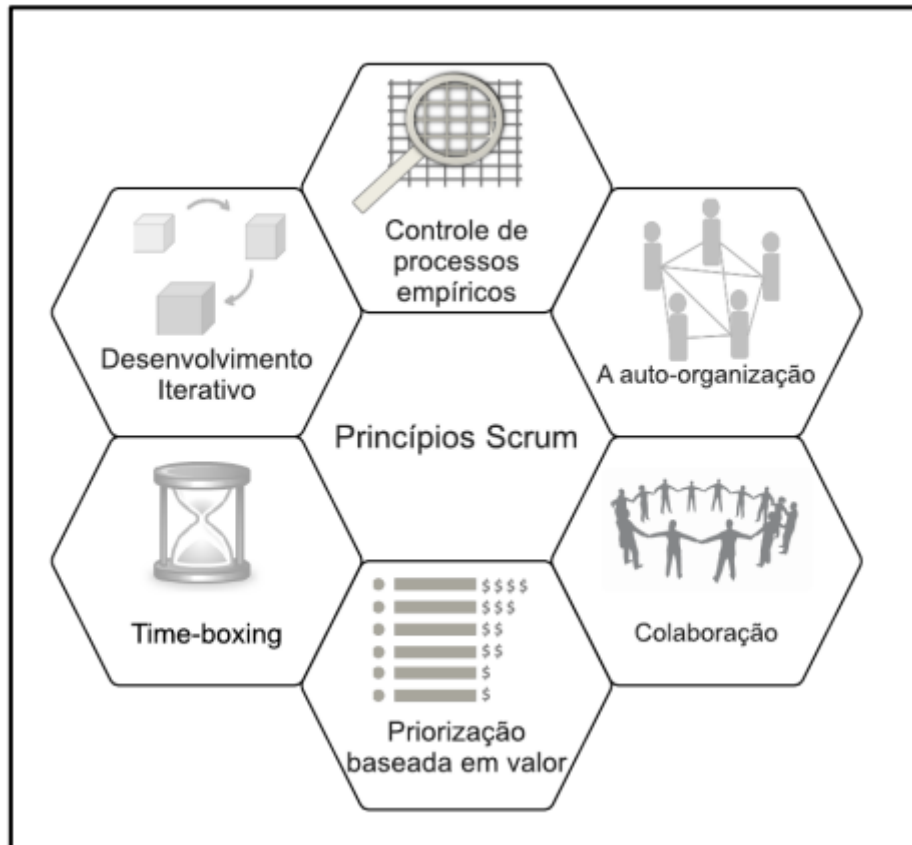 Controle de
processos
empíricos
Desenvolvimento
Iterativo
A auto-organização
Princípios Scrum
Time-boxing
$$$$
$$$
$$
$$
$
$
Colaboração
Priorização
baseada em valor